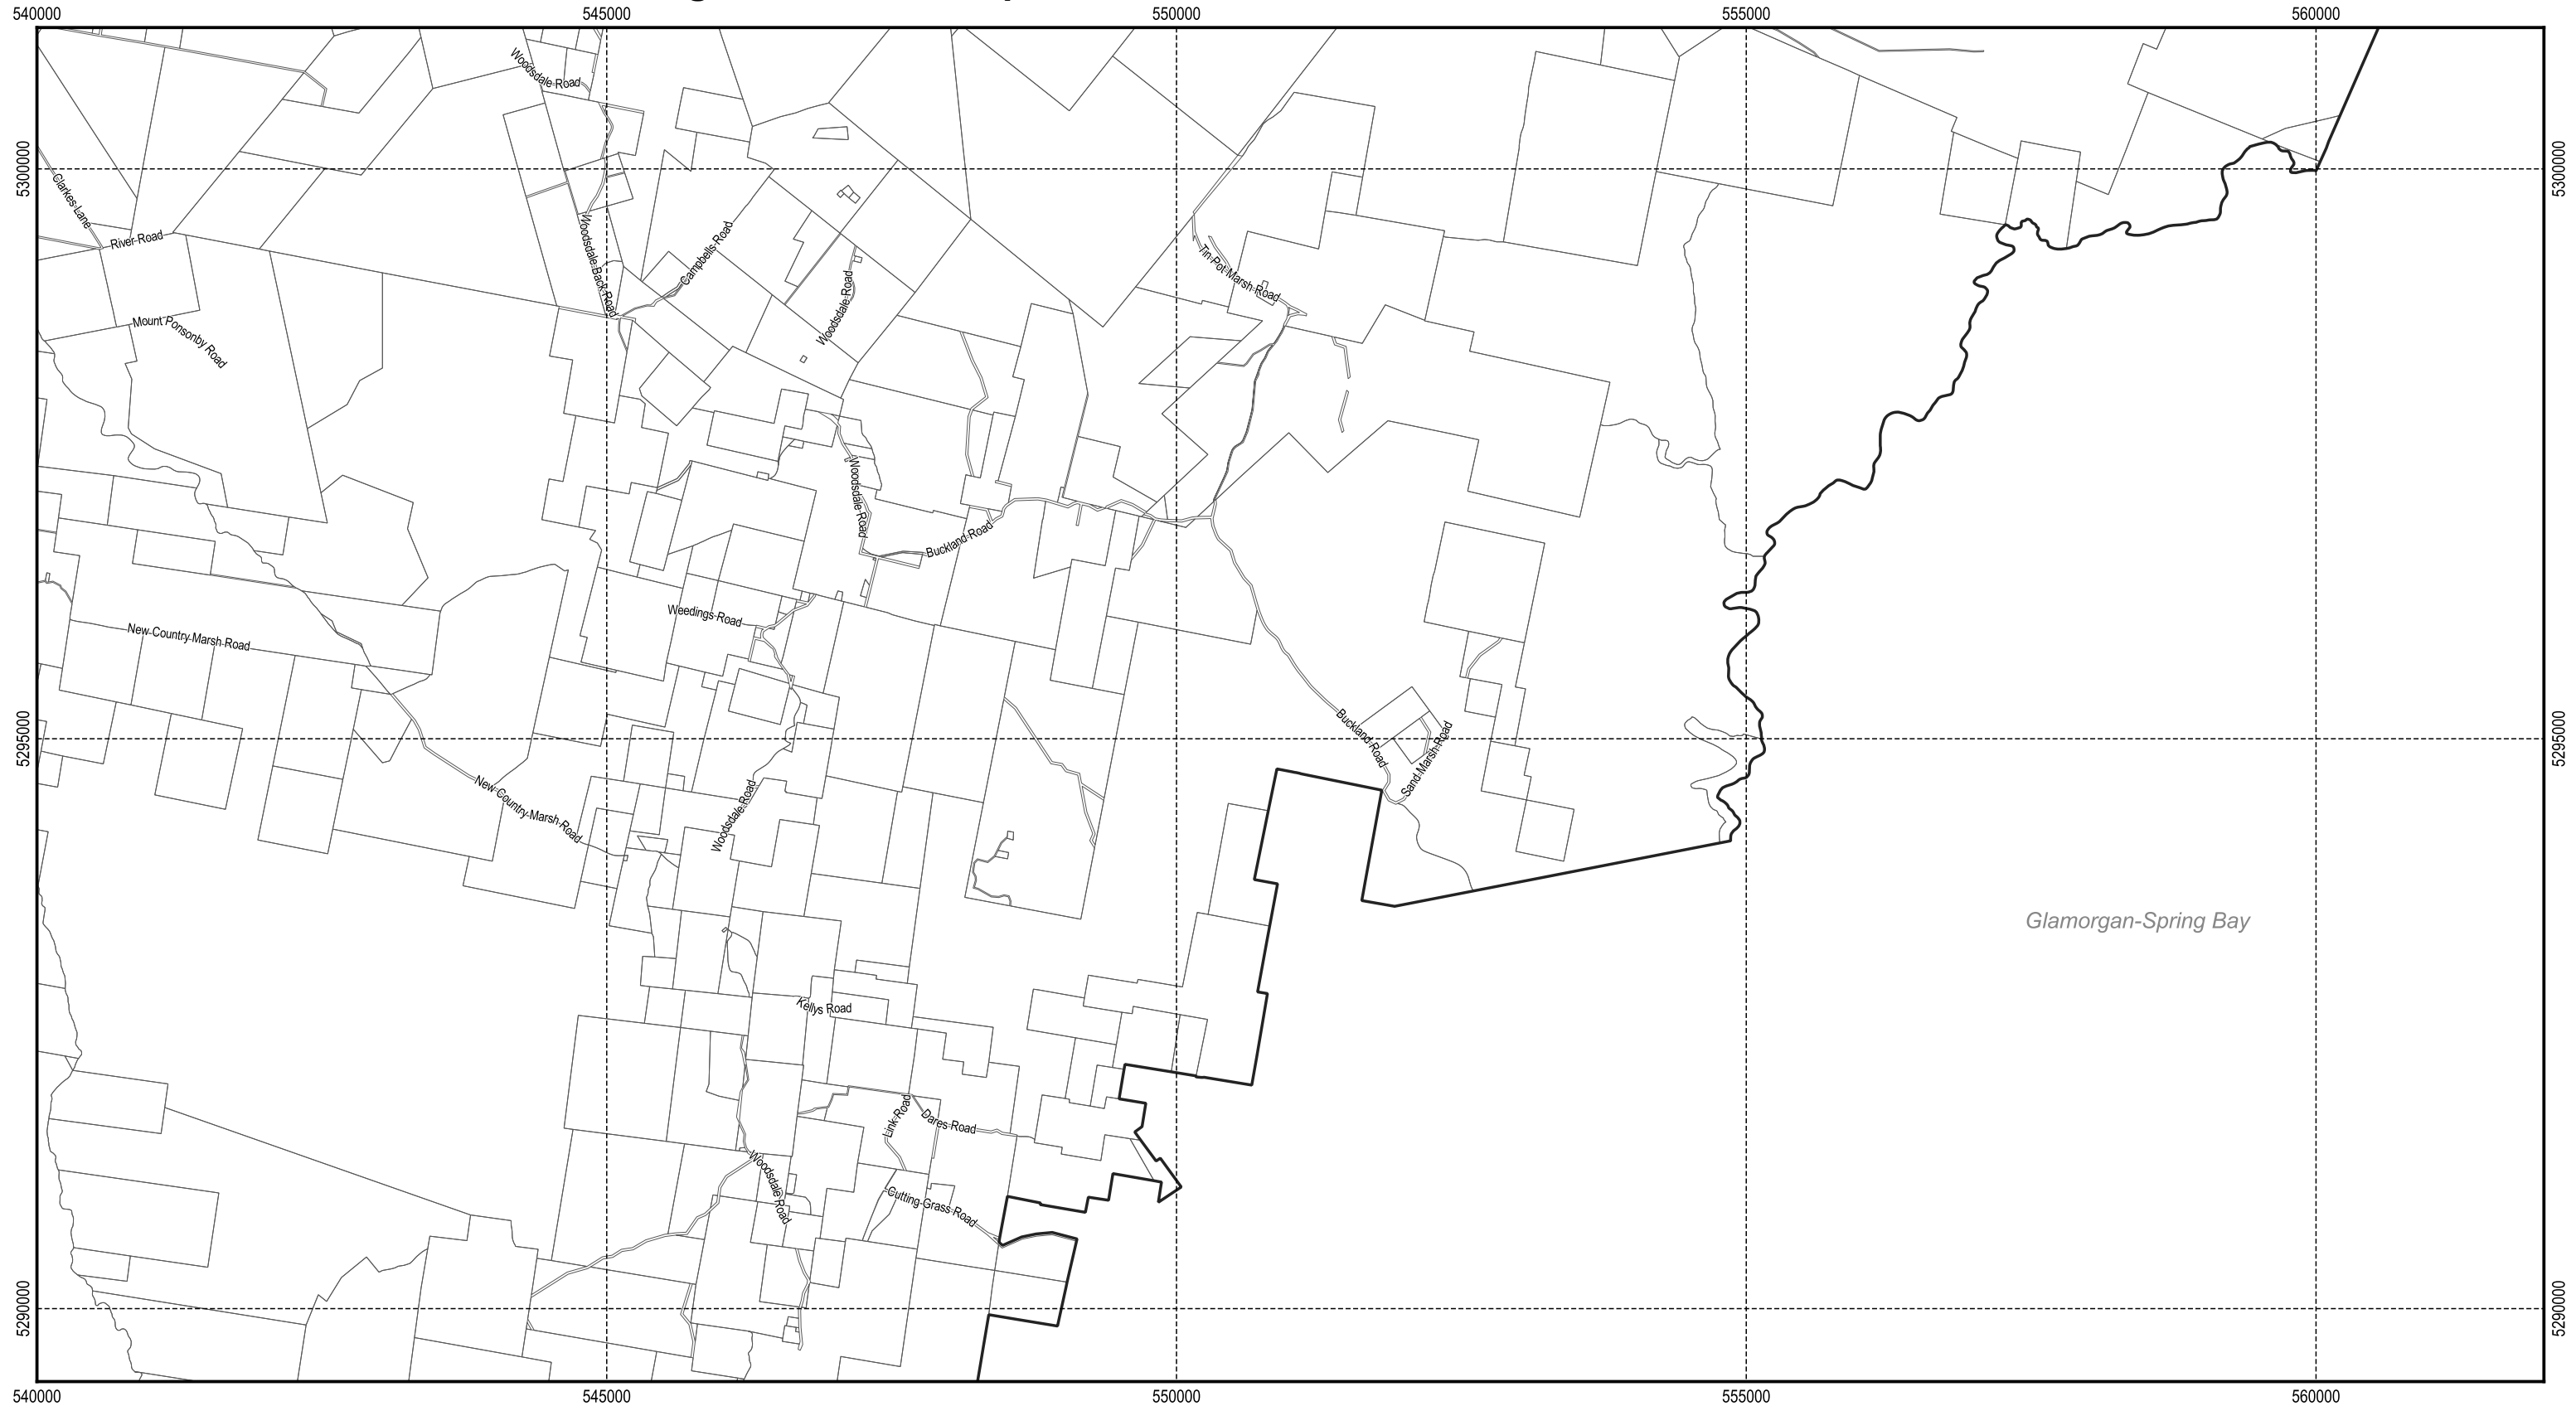 540000
545000
550000
555000
560000
Woodsdale Road
5300000
5300000
Clarkes Lane
River Road
Woodsdale Back Road
Campbells Road
Woodsdale Road
Tin Pot Marsh Road
Mount Ponsonby Road
Woodsdale Road
Buckland Road
Weedings Road
New Country Marsh Road
5295000
Buckland Road
Sand Marsh Road
5295000
New Country Marsh Road
Woodsdale Road
Glamorgan-Spring Bay
Kellys Road
Link Road
Dares Road
Woodsdale Road
Cutting Grass Road
5290000
5290000
540000
545000
550000
555000
560000